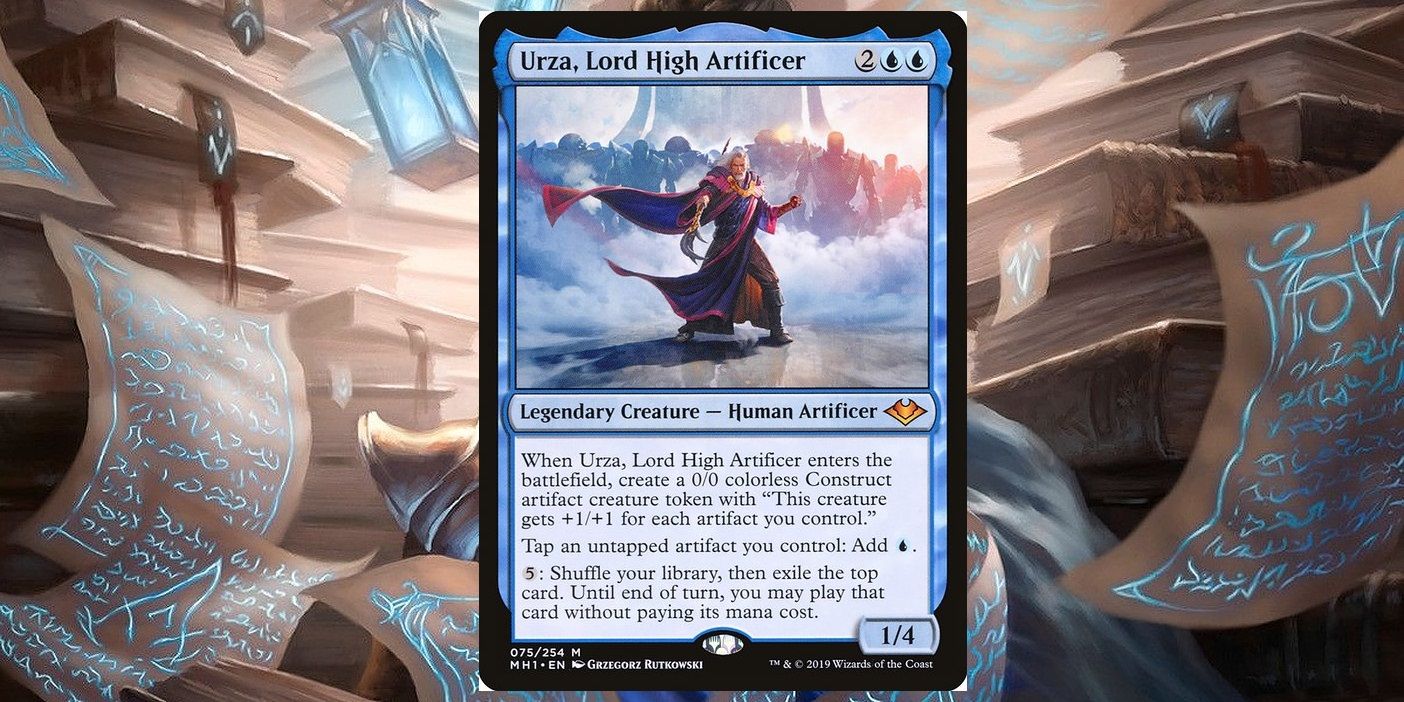 Urza, Lord High Artificer 2
Legendary Creature — Human Artificer
When Urza, Lord High Artificer enters the
battlefield, create a 0/0 colorless Construct
artifact creature token with “This creature
gets +1/+1 for each artifact you control.”
Tap an untapped artifact you control: Add .
5: Shuffle your library, then exile the top
card. Until end of turn, you may play that
card without paying its mana cost.
1/4
075/254 M
MH1 • EN Grzegorz Rutkowski
™ & © 2019 Wizards of the Coast